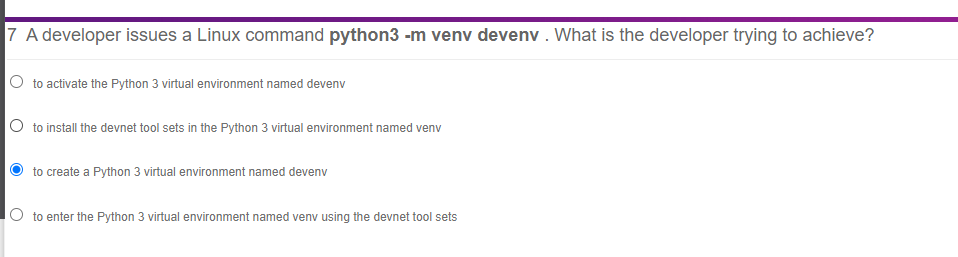 7 A developer issues a Linux command python3 -m venv devenv . What is the developer trying to achieve?
to activate the Python 3 virtual environment named devenv
to install the devnet tool sets in the Python 3 virtual environment named venv
to create a Python 3 virtual environment named devenv
to enter the Python 3 virtual environment named venv using the devnet tool sets